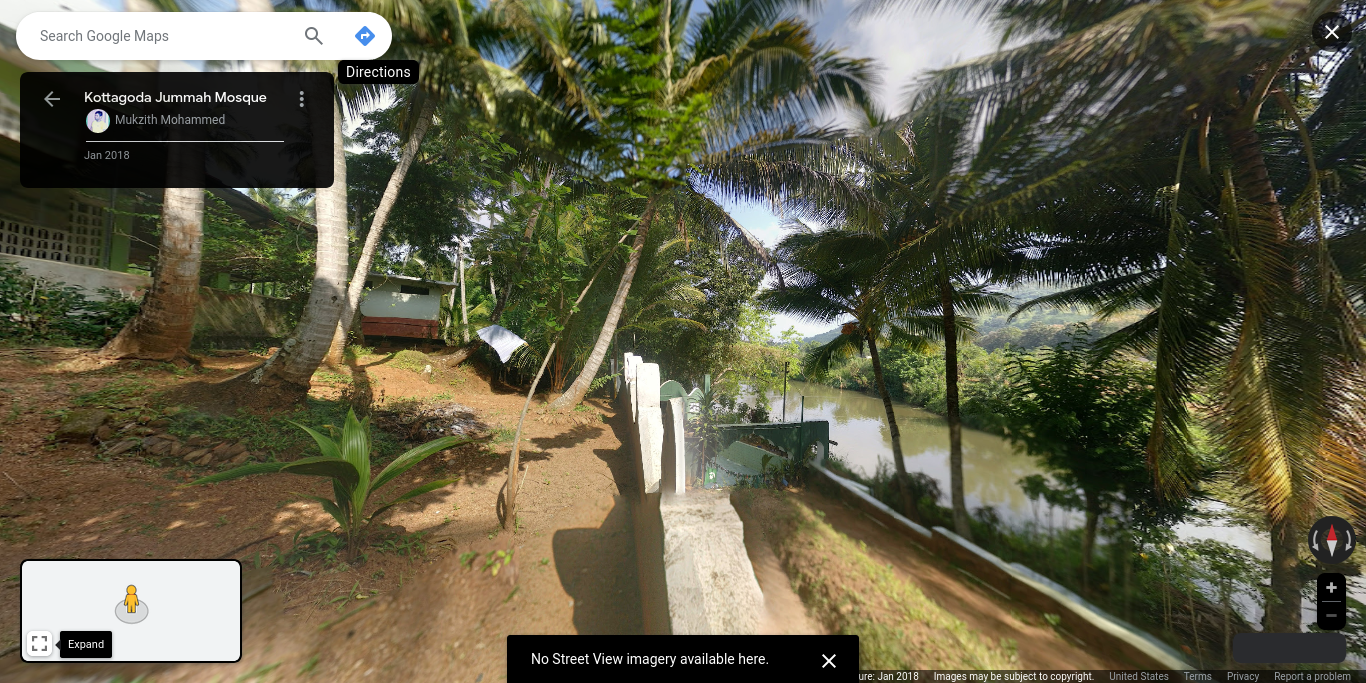 Search Google Maps
Directions
Kottagoda Jummah Mosque
Mukzith Mohammed
Jan 2018
Expand
No Street View imagery available here.
ure: Jan 2018 Images may be subject to copyright. United States Terms Privacy Report a problem